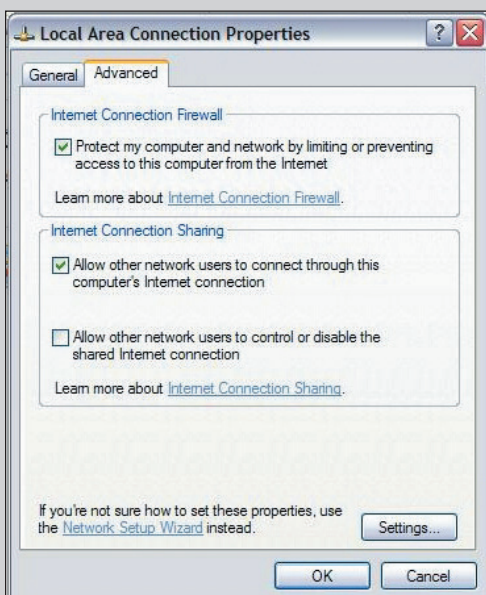 Local Area Connection Properties
General
Advanced
Internet Connection Firewall
Protect my computer and network by limiting or preventing
access to this computer from the Internet
Learn more about Internet Connection Firewall.
Internet Connection Sharing
Allow other network users to connect through this
computer's Internet connection
Allow other network users to control or disable the
shared Internet connection
Learn more about Internet Connection Sharing.
If you're not sure how to set these properties, use
the Network Setup Wizard instead.
Settings...
OK
Cancel